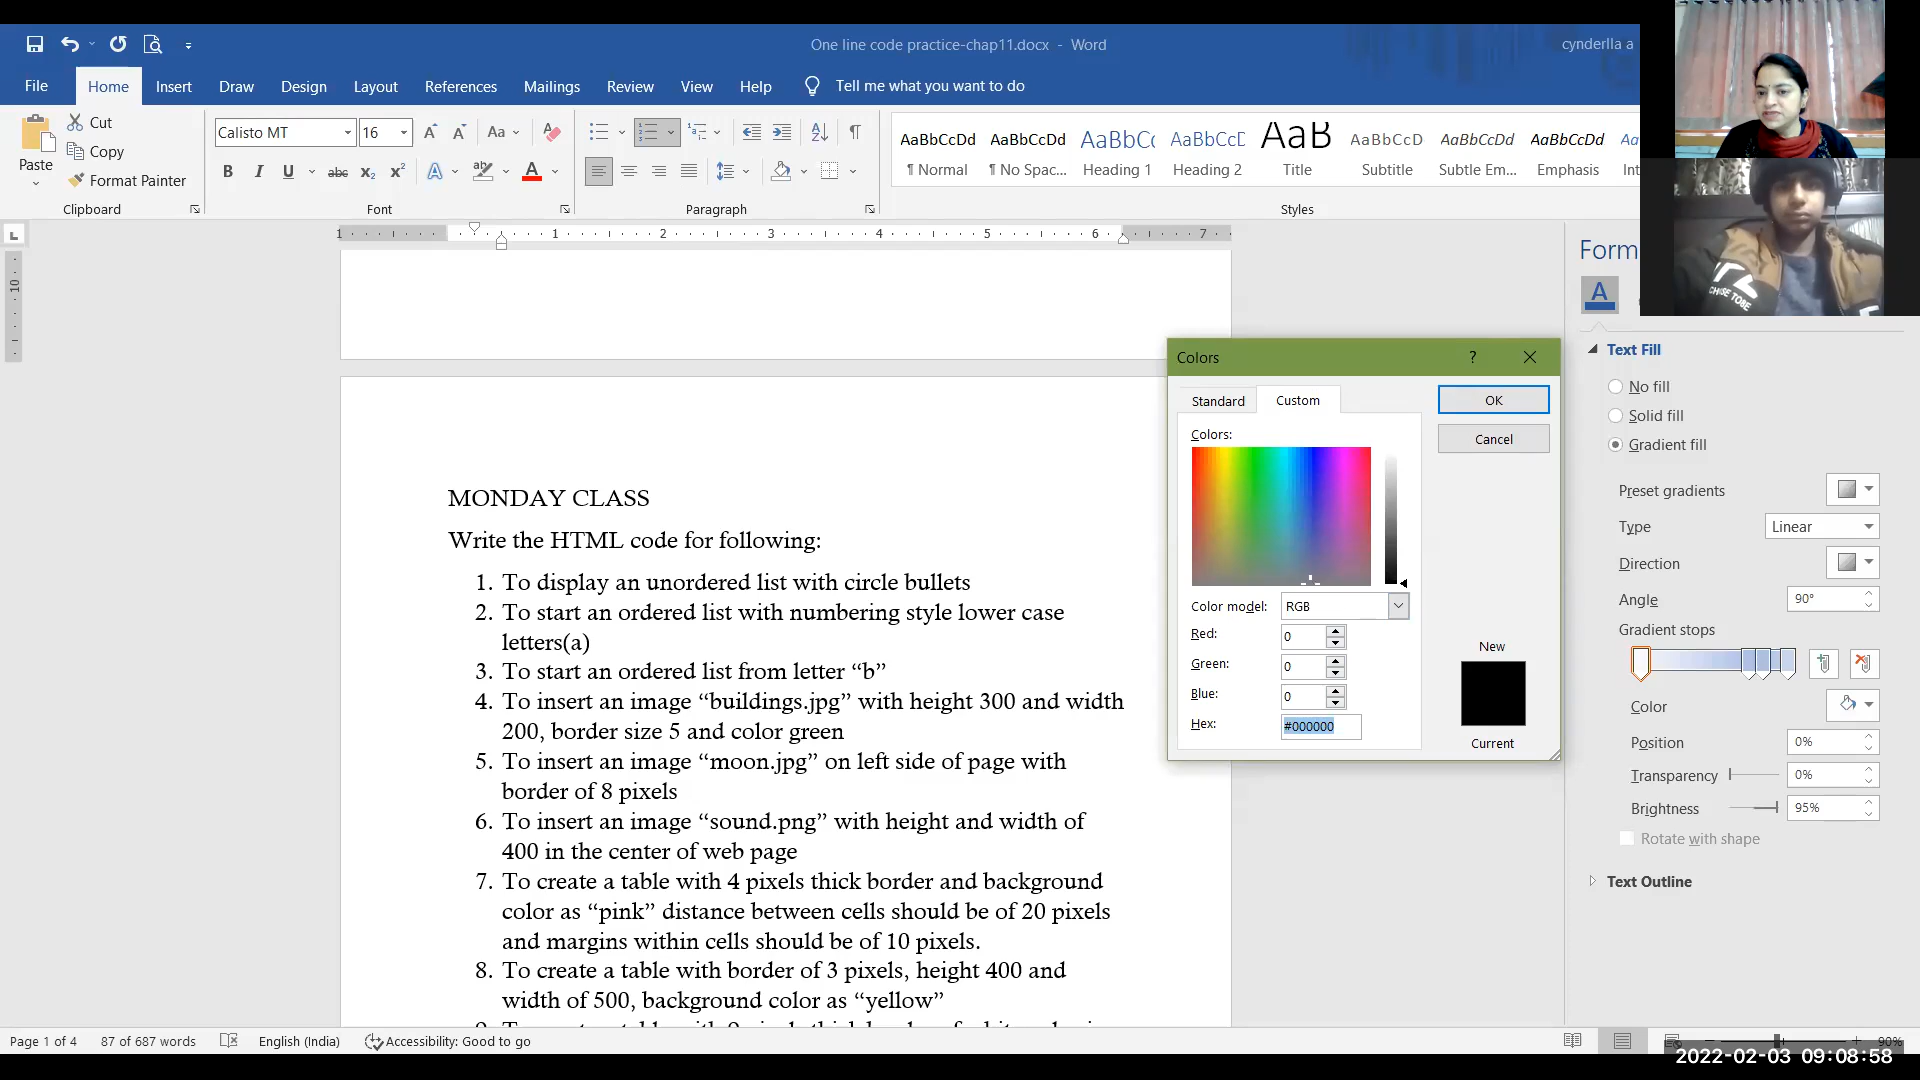 One line code practice-chap11.docx - Word
cynderlla a
File Home Insert Draw Design Layout References Mailings Review View Help Tell me what you want to do
Paste
Cut
Copy
Format Painter
Clipboard
Calisto MT 16
Font
Paragraph
AaBbCcDd AaBbCcDd AaBbCc AaBbCcD AaB AaBbCcD AaBbCcDd AaBbCcDd
¶ Normal ¶ No Spac... Heading 1 Heading 2 Title Subtitle Subtle Em... Emphasis
Styles
1 1 2 3 4 5 6 7
10
MONDAY CLASS
Write the HTML code for following:
1. To display an unordered list with circle bullets
2. To start an ordered list with numbering style lower case
letters(a)
3. To start an ordered list from letter “b”
4. To insert an image “buildings.jpg” with height 300 and width
200, border size 5 and color green
5. To insert an image “moon.jpg” on left side of page with
border of 8 pixels
6. To insert an image “sound.png” with height and width of
400 in the center of web page
7. To create a table with 4 pixels thick border and background
color as “pink” distance between cells should be of 20 pixels
and margins within cells should be of 10 pixels.
8. To create a table with border of 3 pixels, height 400 and
width of 500, background color as “yellow”
Colors ?
Standard Custom
OK
Cancel
Colors:
Color model: RGB
Red: 0
Green: 0
Blue: 0
Hex: #000000
New
Current
Form
Text Fill
No fill
Solid fill
Gradient fill
Preset gradients
Type Linear
Direction
Angle 90°
Gradient stops
Color
Position 0%
Transparency 0%
Brightness 95%
Rotate with shape
Text Outline
Page 1 of 4 87 of 687 words English (India) Accessibility: Good to go
90%
2022-02-03 09:08:58